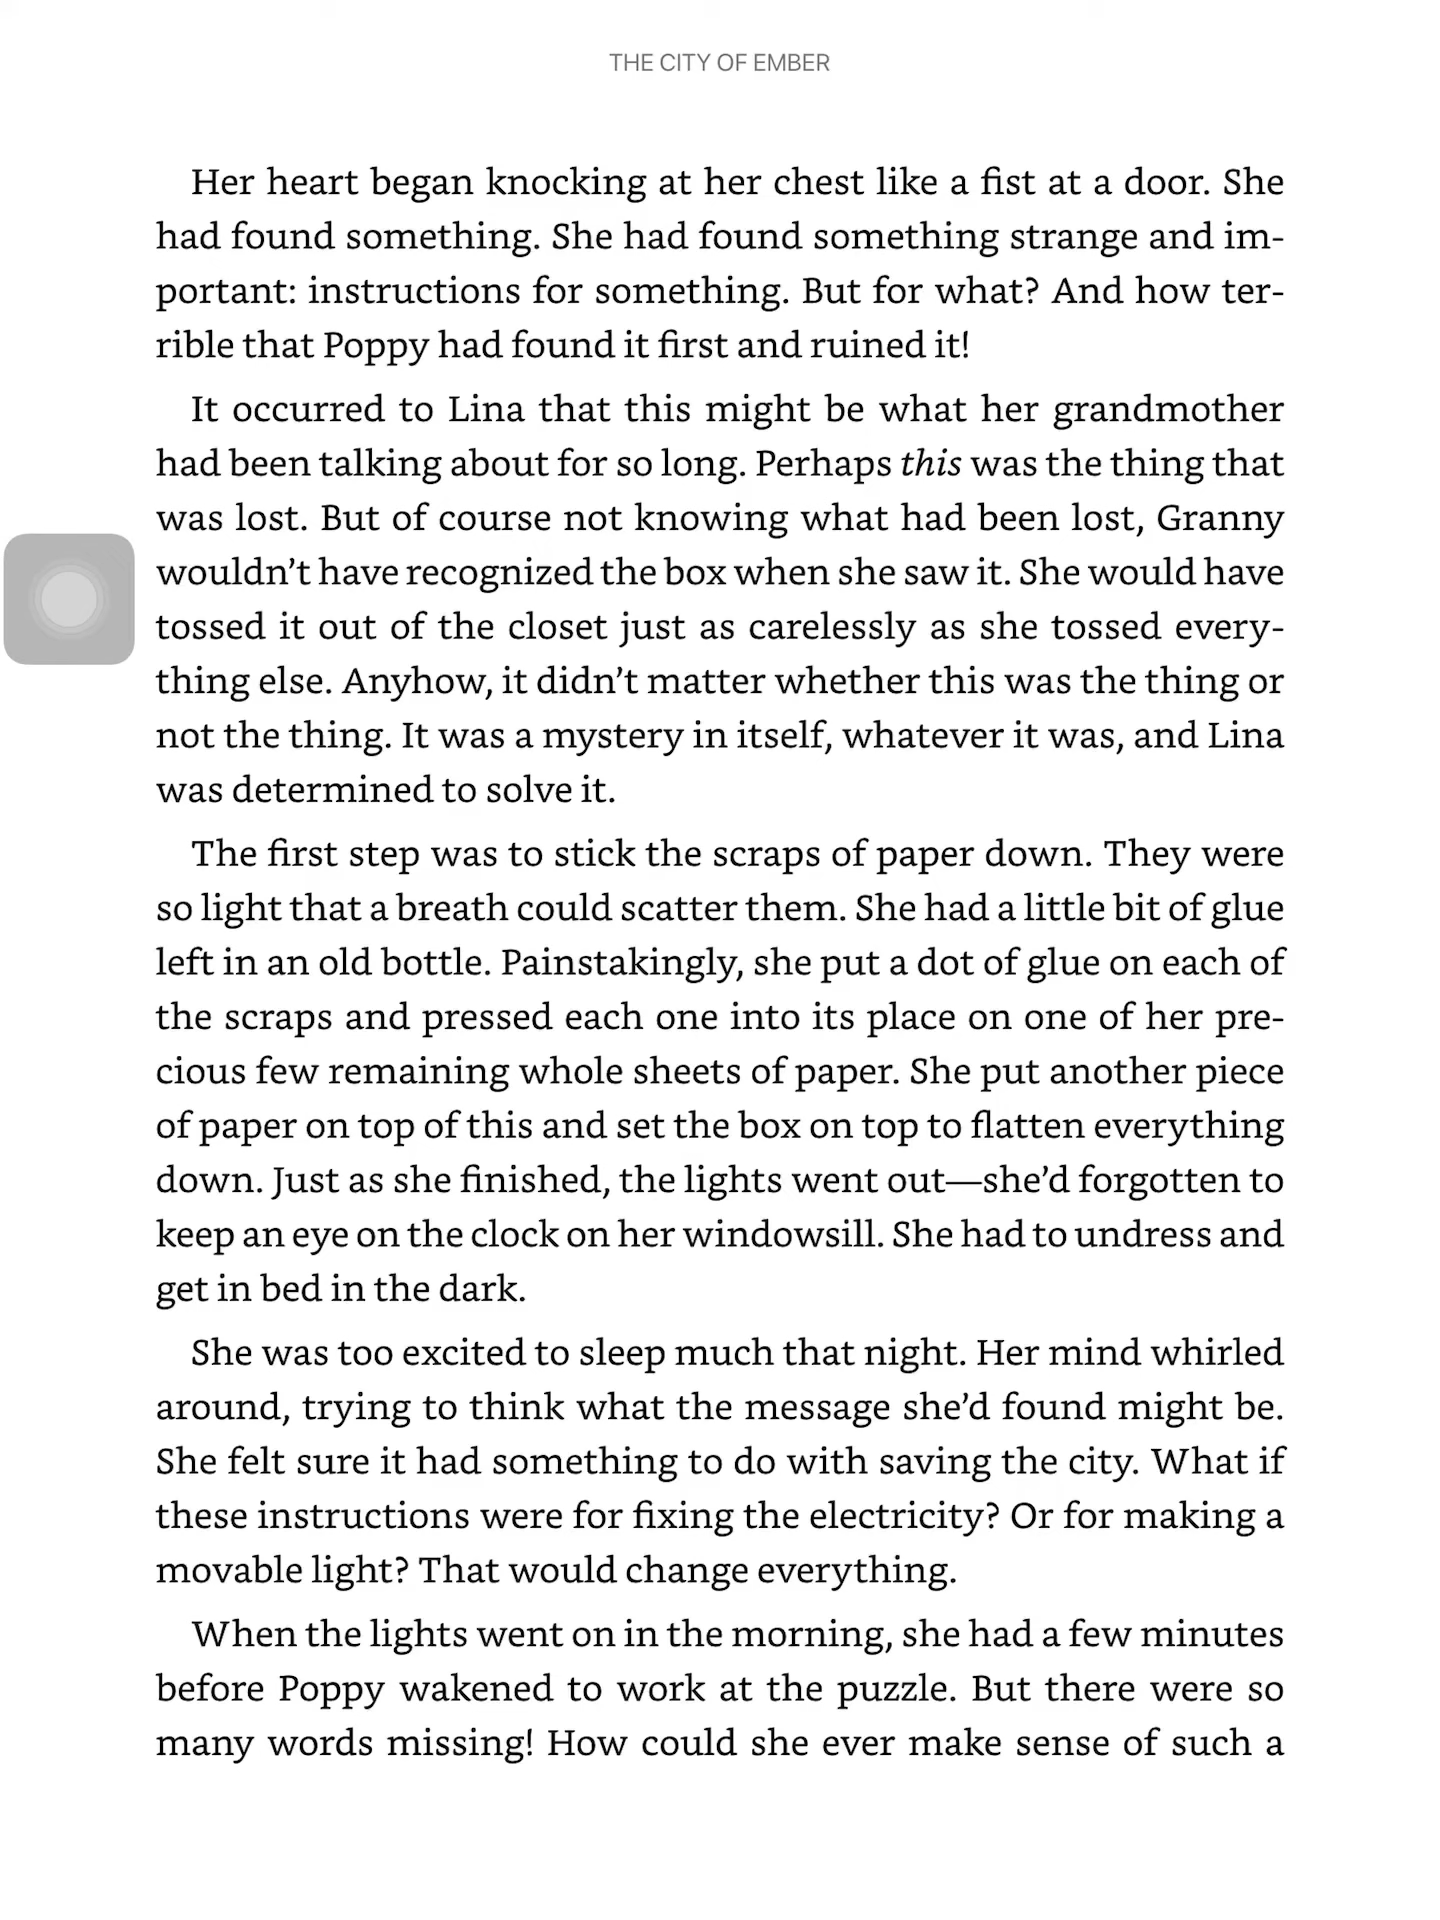 THE CITY OF EMBER
Her heart began knocking at her chest like a fist at a door. She
had found something. She had found something strange and im-
portant: instructions for something. But for what? And how ter-
rible that Poppy had found it first and ruined it!
It occurred to Lina that this might be what her grandmother
had been talking about for so long. Perhaps this was the thing that
was lost. But of course not knowing what had been lost, Granny
wouldn’t have recognized the box when she saw it. She would have
tossed it out of the closet just as carelessly as she tossed every-
thing else. Anyhow, it didn’t matter whether this was the thing or
not the thing. It was a mystery in itself, whatever it was, and Lina
was determined to solve it.
The first step was to stick the scraps of paper down. They were
so light that a breath could scatter them. She had a little bit of glue
left in an old bottle. Painstakingly, she put a dot of glue on each of
the scraps and pressed each one into its place on one of her pre-
cious few remaining whole sheets of paper. She put another piece
of paper on top of this and set the box on top to flatten everything
down. Just as she finished, the lights went out—she’d forgotten to
keep an eye on the clock on her windowsill. She had to undress and
get in bed in the dark.
She was too excited to sleep much that night. Her mind whirled
around, trying to think what the message she’d found might be.
She felt sure it had something to do with saving the city. What if
these instructions were for fixing the electricity? Or for making a
movable light? That would change everything.
When the lights went on in the morning, she had a few minutes
before Poppy wakened to work at the puzzle. But there were so
many words missing! How could she ever make sense of such a